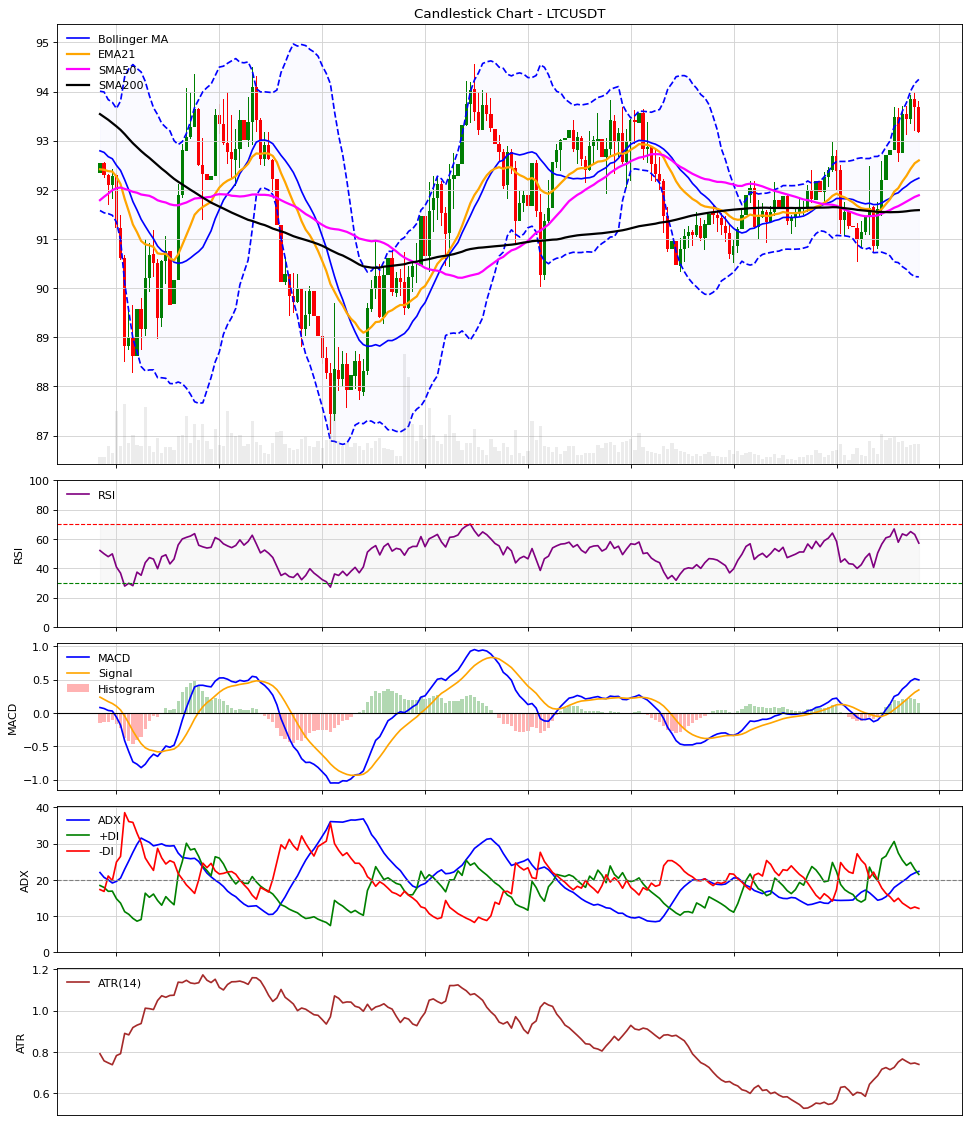 Candlestick Chart - LTCUSDT
95
94
93
92
91
90
89
88
87
Bollinger MA
EMA21
SMA50
SMA200
100
80
60
40
20
0
RSI
RSI
1.0
0.5
0.0
−0.5
−1.0
MACD
MACD
Signal
Histogram
40
30
20
10
0
ADX
ADX
+DI
-DI
1.2
1.0
0.8
0.6
ATR
ATR(14)